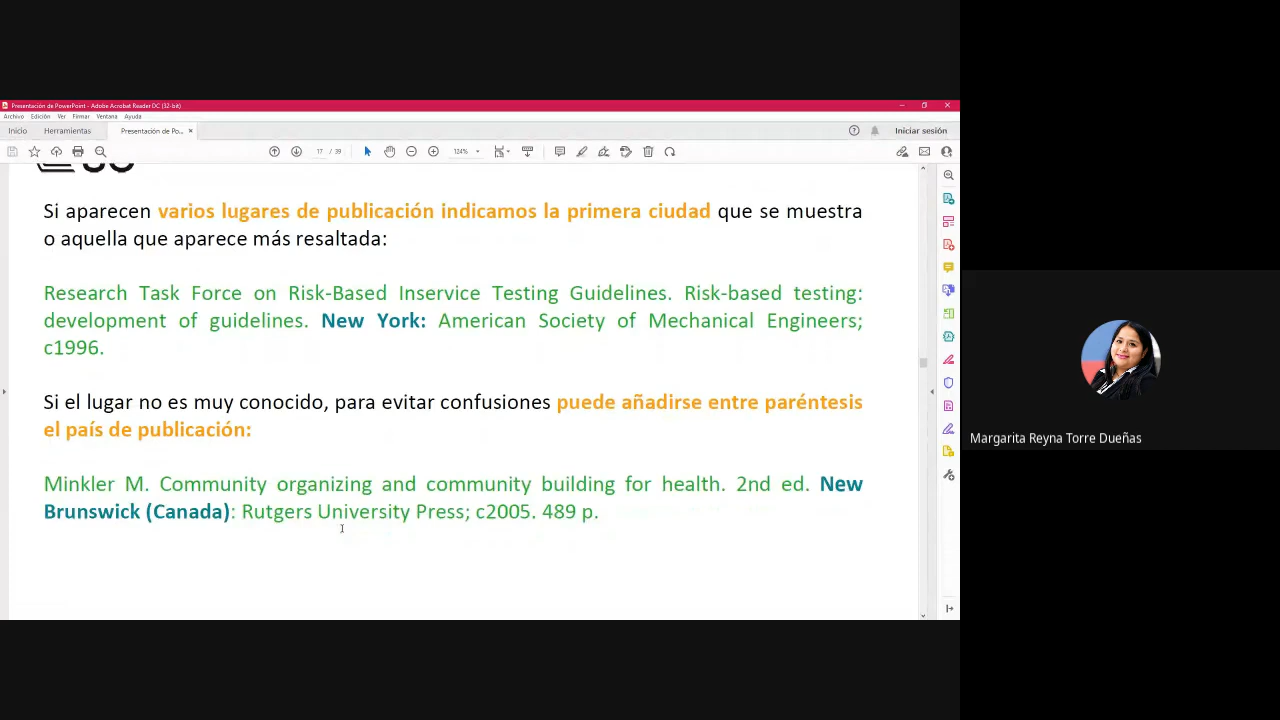 Presentación de PowerPoint - Adobe Acrobat Reader DC (32-bit)
Archivo Edición Ver Firmar Ventana Ayuda
Inicio Herramientas Presentación de Po... × Iniciar sesión
17 / 39 124%
Si aparecen varios lugares de publicación indicamos la primera ciudad que se muestra
o aquella que aparece más resaltada:
Research Task Force on Risk-Based Inservice Testing Guidelines. Risk-based testing:
development of guidelines. New York: American Society of Mechanical Engineers;
c1996.
Si el lugar no es muy conocido, para evitar confusiones puede añadirse entre paréntesis
el país de publicación:
Minkler M. Community organizing and community building for health. 2nd ed. New
Brunswick (Canada): Rutgers University Press; c2005. 489 p.
Margarita Reyna Torre Dueñas